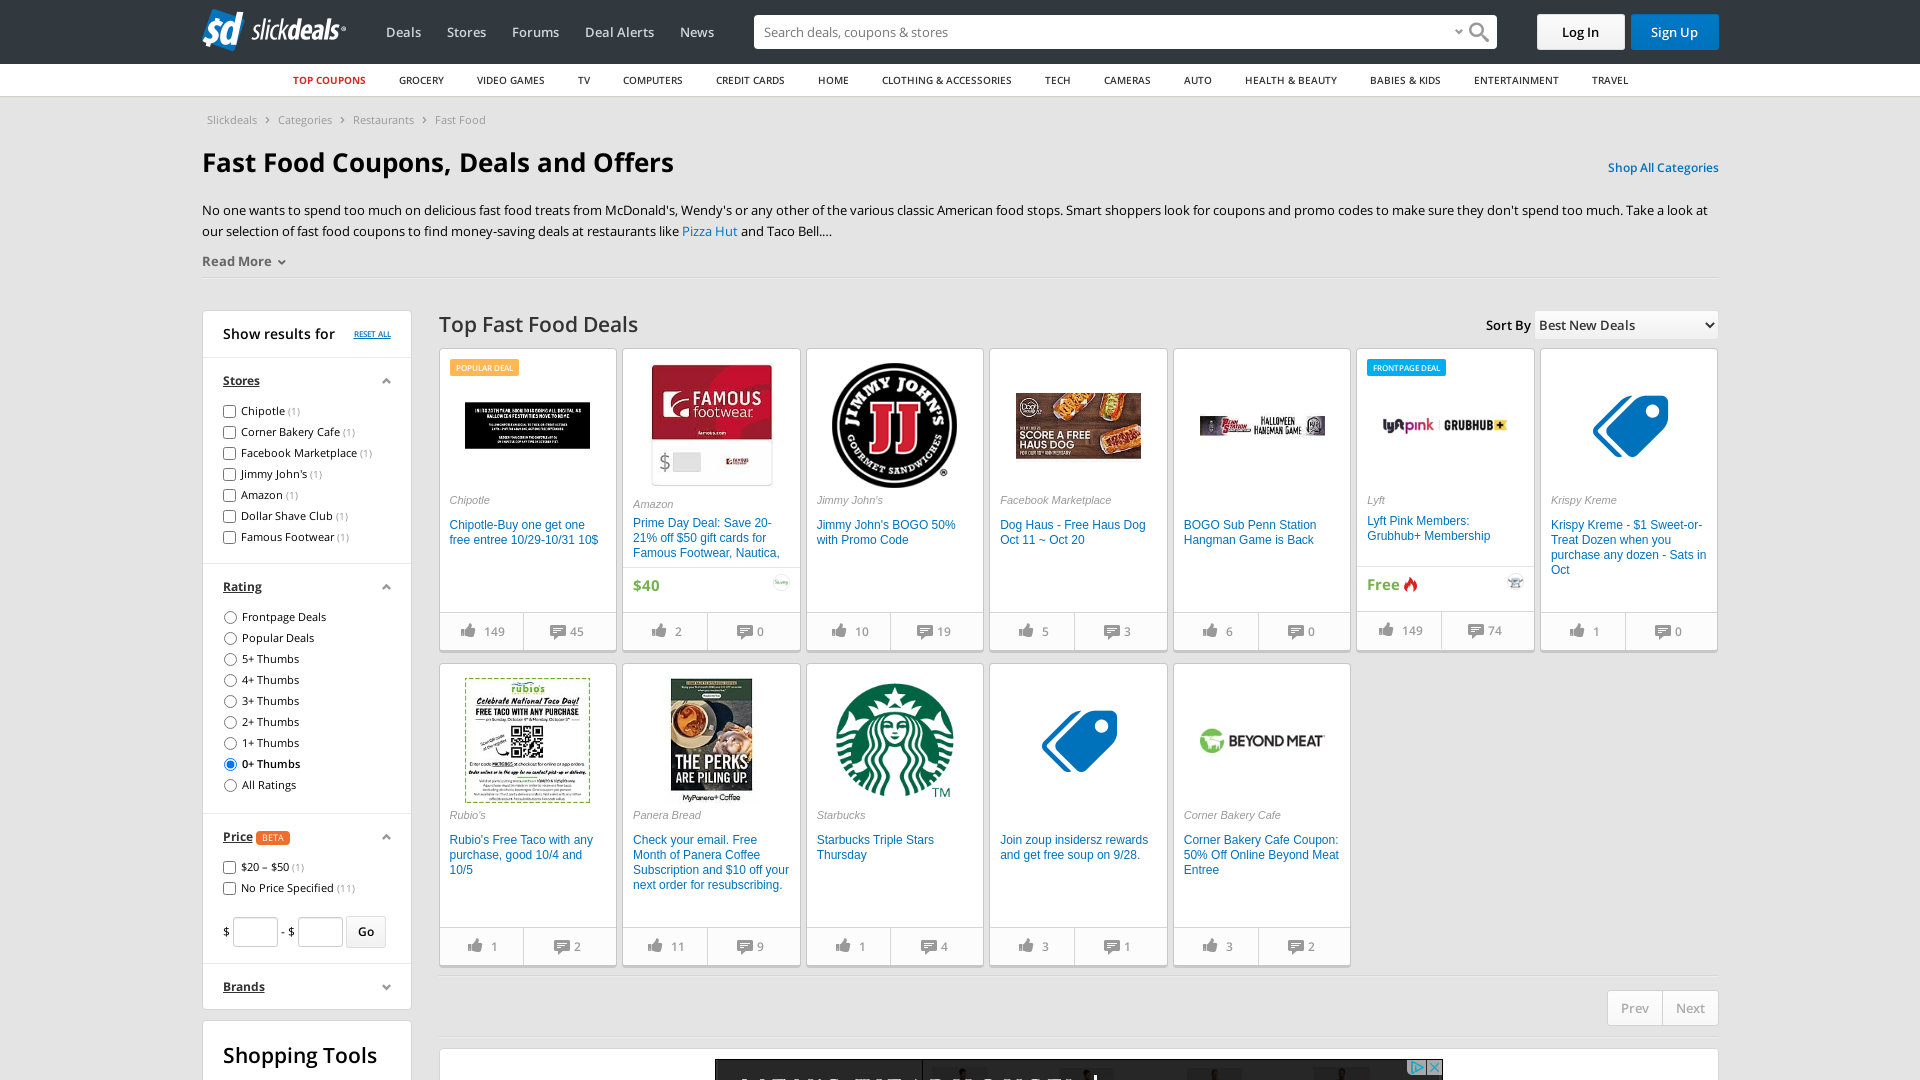 slickdeals
Deals
Stores
Forums
Deal Alerts
News
Search deals, coupons & stores
Log In
Sign Up
TOP COUPONS
GROCERY
VIDEO GAMES
TV
COMPUTERS
CREDIT CARDS
HOME
CLOTHING & ACCESSORIES
TECH
CAMERAS
AUTO
HEALTH & BEAUTY
BABIES & KIDS
ENTERTAINMENT
TRAVEL
Slickdeals > Categories > Restaurants > Fast Food
Fast Food Coupons, Deals and Offers
Shop All Categories
No one wants to spend too much on delicious fast food treats from McDonald's, Wendy's or any other of the various classic American food stops. Smart shoppers look for coupons and promo codes to make sure they don't spend too much. Take a look at
our selection of fast food coupons to find money-saving deals at restaurants like Pizza Hut and Taco Bell....
Read More
Show results for
RESET ALL
Stores
Chipotle (1)
Corner Bakery Cafe (1)
Facebook Marketplace (1)
Jimmy John's (1)
Amazon (1)
Dollar Shave Club (1)
Famous Footwear (1)
Rating
Frontpage Deals
Popular Deals
5+ Thumbs
4+ Thumbs
3+ Thumbs
2+ Thumbs
1+ Thumbs
0+ Thumbs
All Ratings
Price BETA
$20 – $50 (1)
No Price Specified (11)
$ - $ Go
Brands
Shopping Tools
Top Fast Food Deals
Sort By Best New Deals
POPULAR DEAL
Chipotle
Chipotle-Buy one get one
free entree 10/29-10/31 10$
149
45
FAMOUS
footwear
$
Amazon
Prime Day Deal: Save 20-
21% off $50 gift cards for
Famous Footwear, Nautica,
$40
2
0
JIMMY JOHN'S
JJ
GOURMET SANDWICHES
Jimmy John's
Jimmy John's BOGO 50%
with Promo Code
10
19
SCORE A FREE
HAUS DOG
Facebook Marketplace
Dog Haus - Free Haus Dog
Oct 11 ~ Oct 20
5
3
HALLOWEEN
HANGMAN GAME
BOGO Sub Penn Station
Hangman Game is Back
6
0
FRONTPAGE DEAL
lyft pink | GRUBHUB+
Lyft
Lyft Pink Members:
Grubhub+ Membership
Free
149
74
Krispy Kreme
Krispy Kreme - $1 Sweet-or-
Treat Dozen when you
purchase any dozen - Sats in
Oct
1
0
rubio's
Celebrate National Taco Day!
FREE TACO WITH ANY PURCHASE
Rubio's
Rubio's Free Taco with any
purchase, good 10/4 and
10/5
1
2
THE PERKS
ARE PILING UP.
MyPanera+ Coffee
Panera Bread
Check your email. Free
Month of Panera Coffee
Subscription and $10 off your
next order for resubscribing.
11
9
TM
Starbucks
Starbucks Triple Stars
Thursday
1
4
Join zoup insidersz rewards
and get free soup on 9/28.
3
1
BEYOND MEAT
Corner Bakery Cafe
Corner Bakery Cafe Coupon:
50% Off Online Beyond Meat
Entree
3
2
Prev
Next